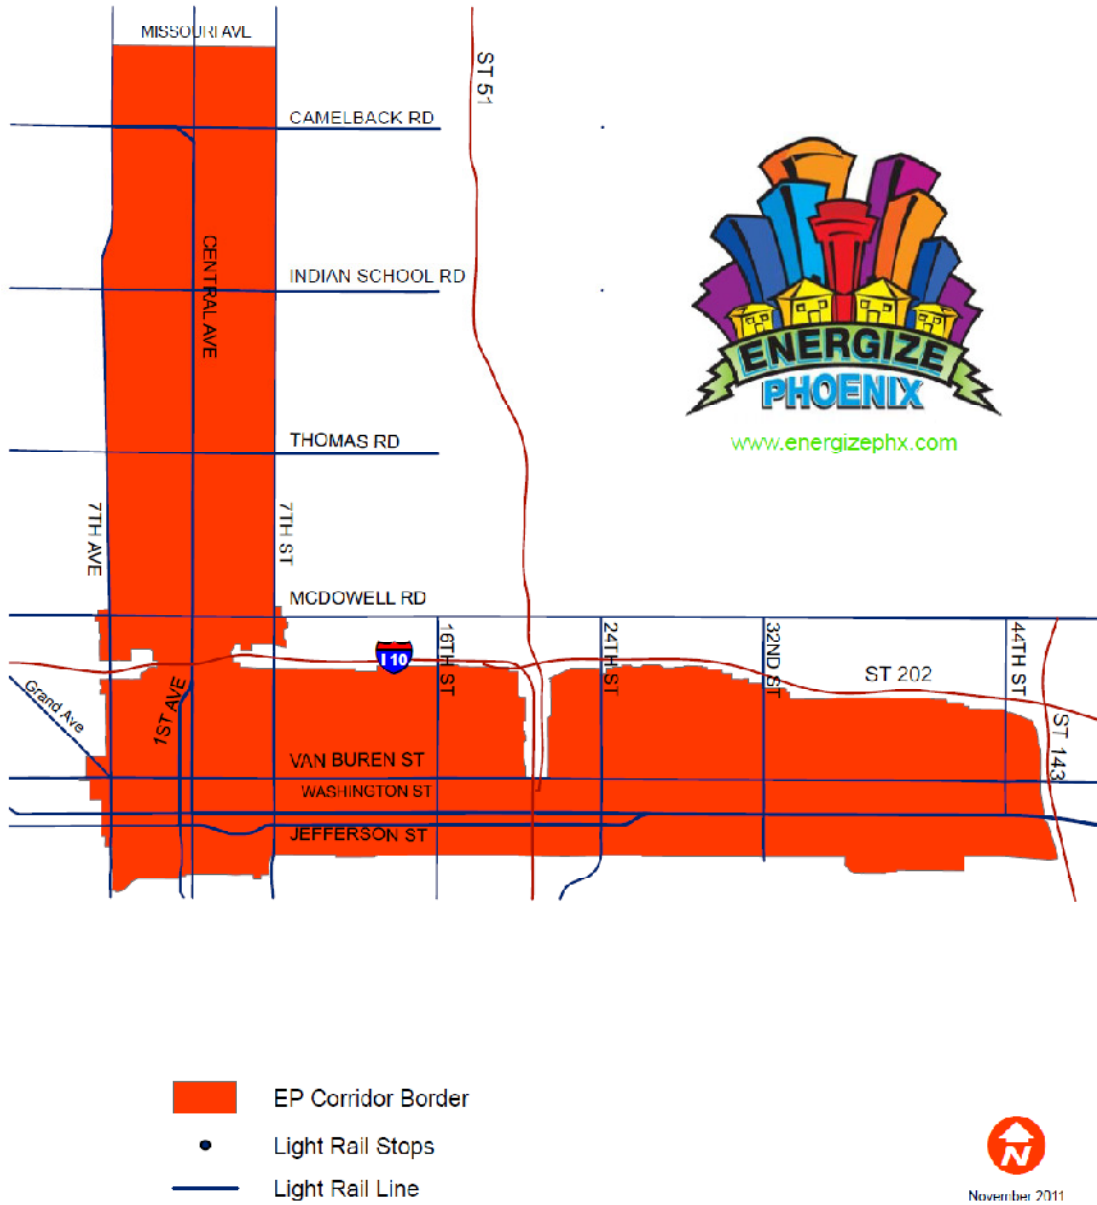 MISSOURI AVE
ST 51
CAMELBACK RD
CENTRAL AVE
INDIAN SCHOOL RD
ENERGIZE
PHOENIX
www.energizephx.com
THOMAS RD
7TH AVE
7TH ST
MCDOWELL RD
I 10
16TH ST
24TH ST
32ND ST
44TH ST
ST 202
Grand Ave
1ST AVE
ST 143
VAN BUREN ST
WASHINGTON ST
JEFFERSON ST
EP Corridor Border
Light Rail Stops
Light Rail Line
N
November 2011